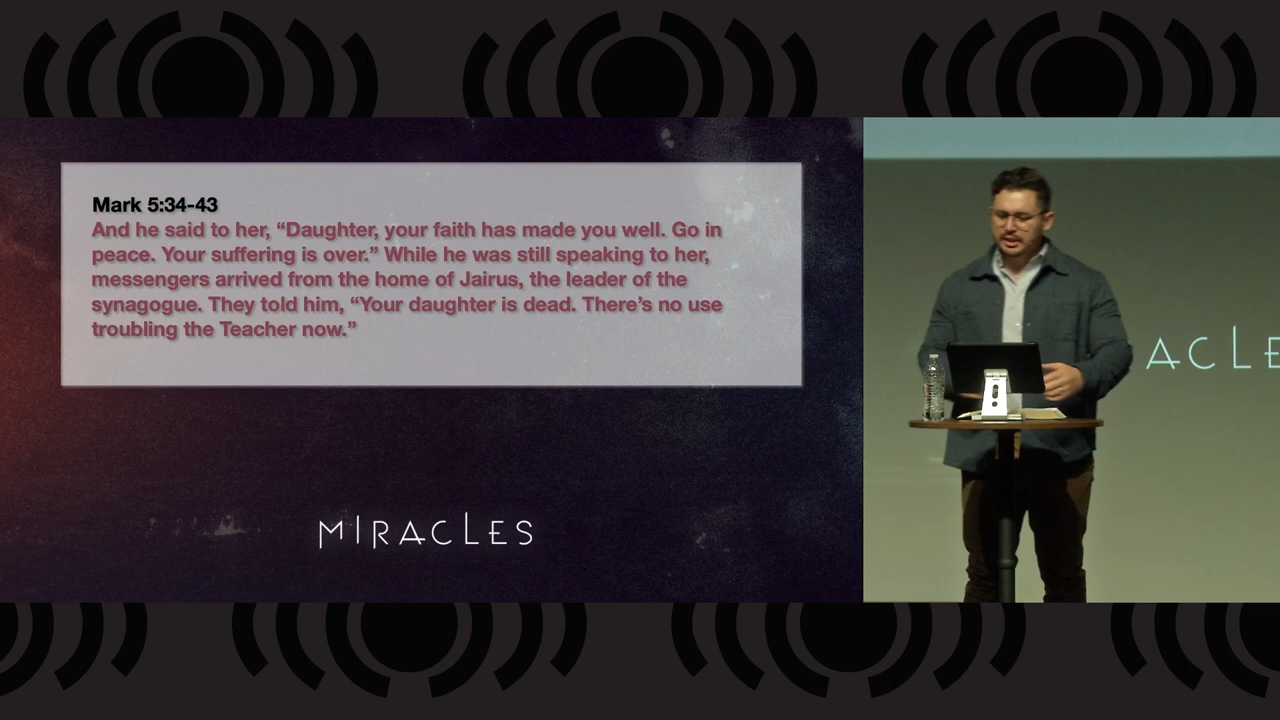 Mark 5:34-43
And he said to her, “Daughter, your faith has made you well. Go in
peace. Your suffering is over.” While he was still speaking to her,
messengers arrived from the home of Jairus, the leader of the
synagogue. They told him, “Your daughter is dead. There’s no use
troubling the Teacher now.”
MIRACLES
ACLE